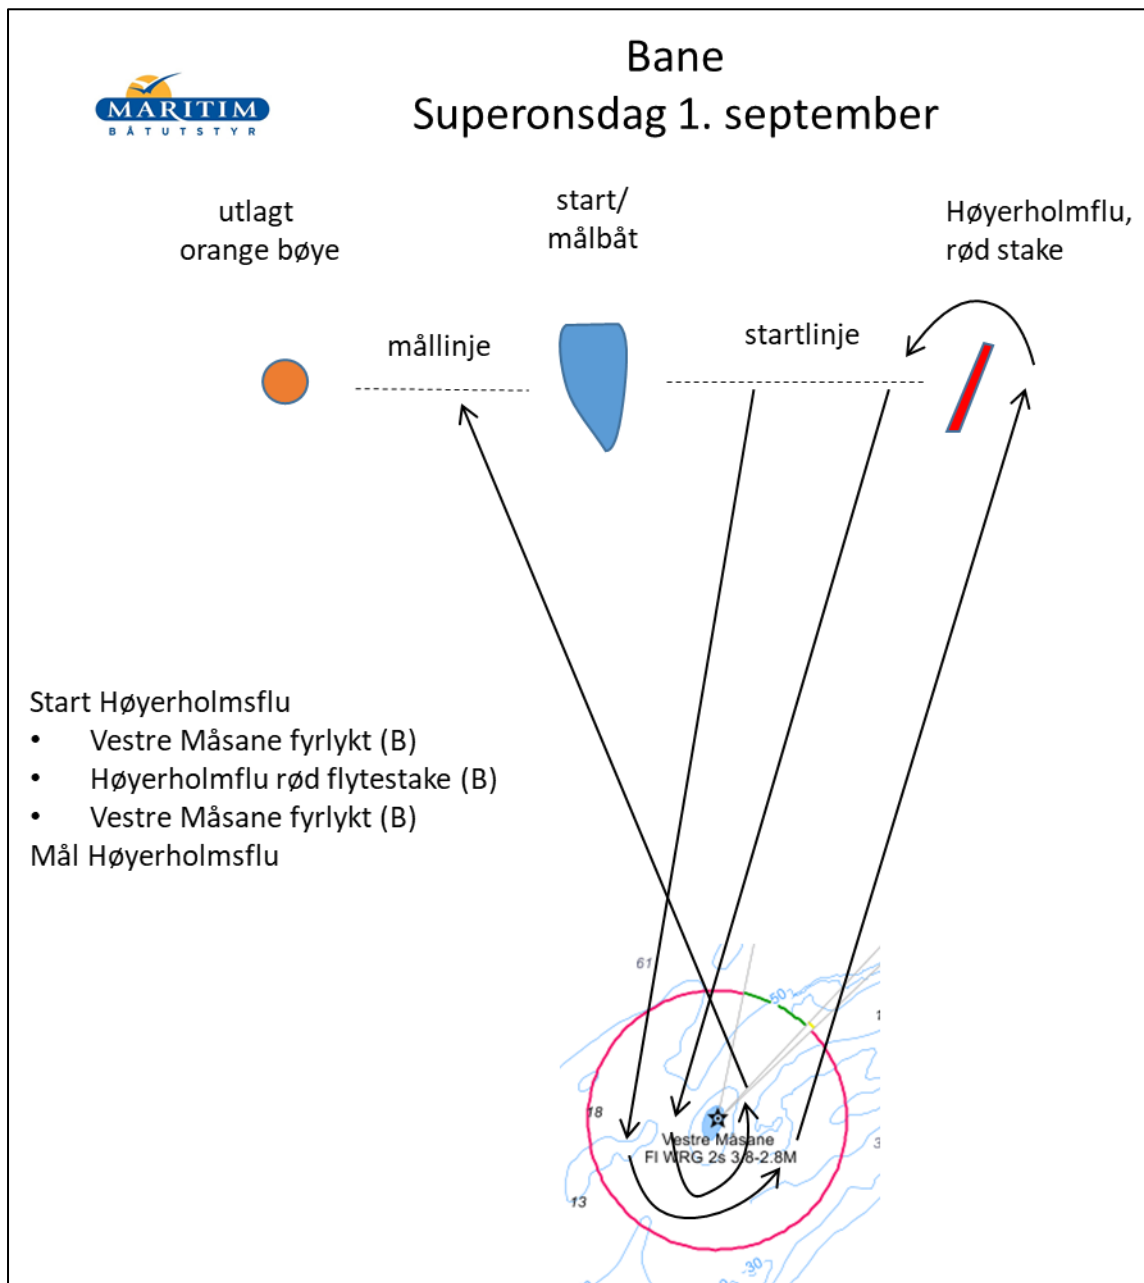 Bane
Superonsdag 1. september
MARITIM
BÅTUTSTYR
utlagt
orange bøye
start/
målbåt
Høyerholmflu,
rød stake
mållinje
startlinje
Start Høyerholmsflu
• Vestre Måsane fyrlykt (B)
• Høyerholmflu rød flytestake (B)
• Vestre Måsane fyrlykt (B)
Mål Høyerholmsflu
61
50
18
Vestre Måsane
Fl WRG 2s 3.8-2.8M
13
-30